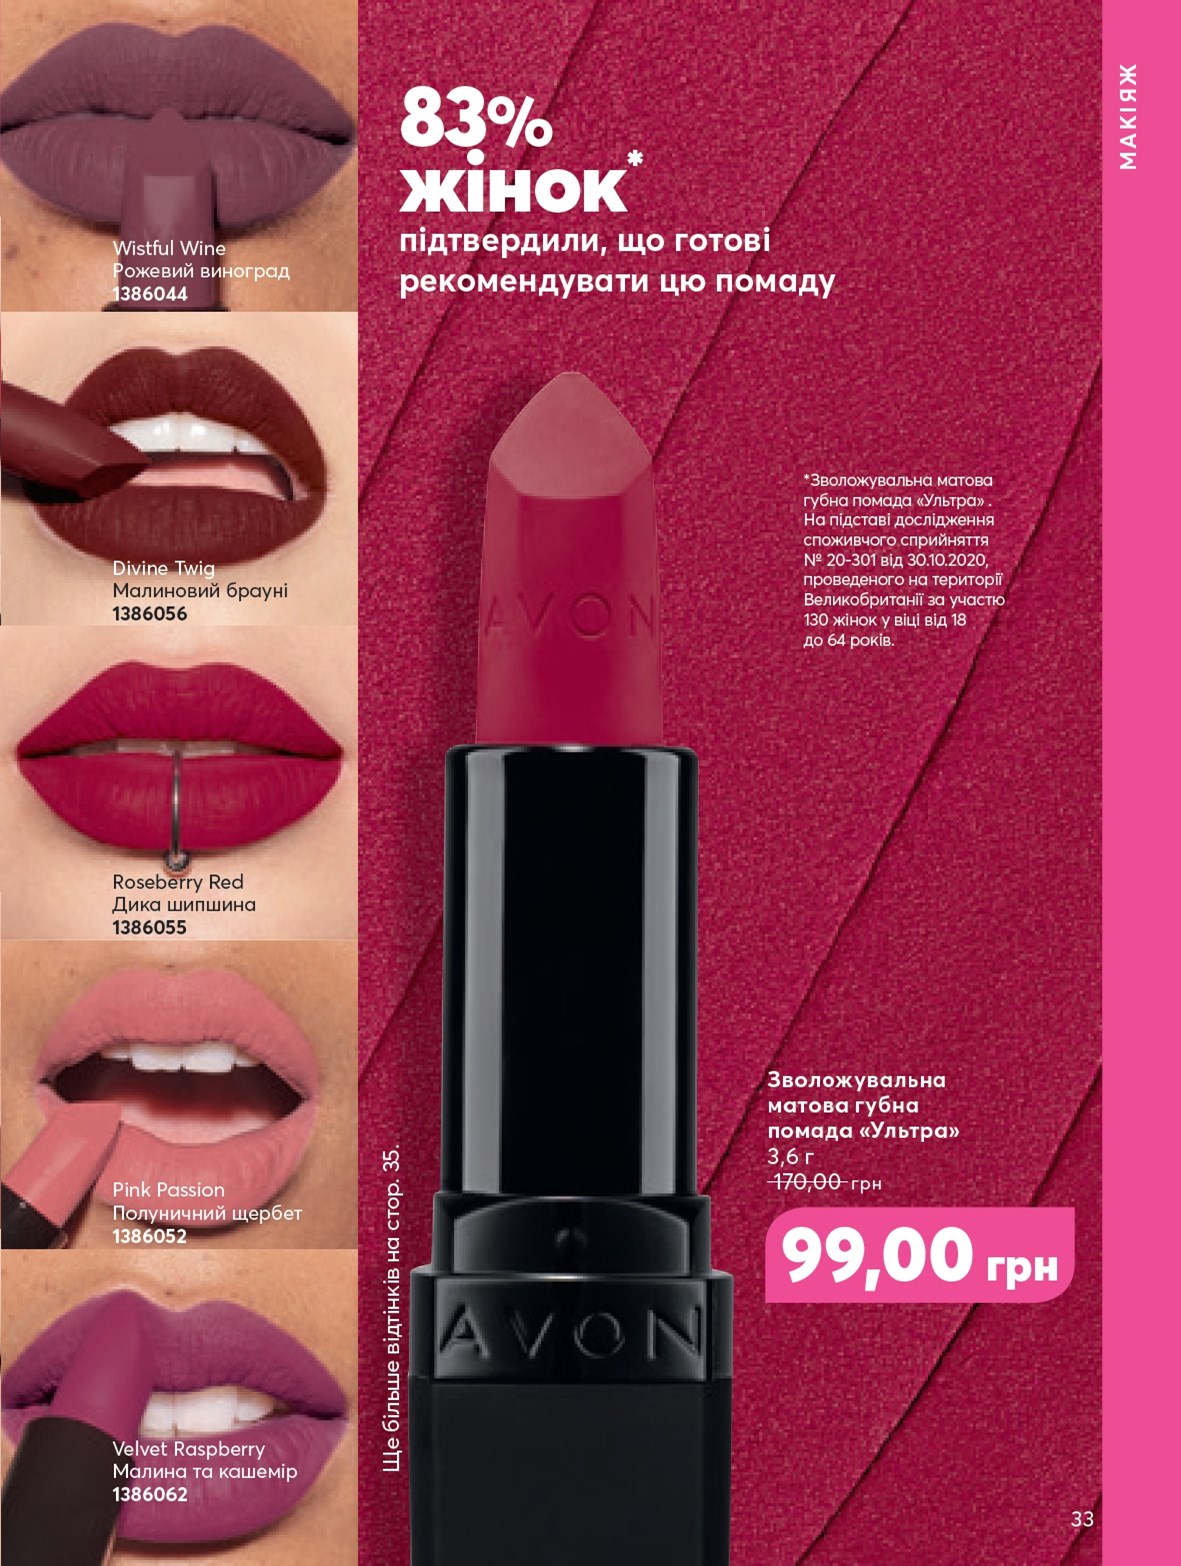 МАКІЯЖ
83%
жінок*
підтвердили, що готові
рекомендувати цю помаду
Wistful Wine
Рожевий виноград
1386044
Divine Twig
Малиновий брауні
1386056
Roseberry Red
Дика шипшина
1386055
Pink Passion
Полуничний щербет
1386052
Velvet Raspberry
Малина та кашемір
1386062
*Зволожувальна матова
губна помада «Ультра» .
На підставі дослідження
споживчого сприйняття
№ 20-301 від 30.10.2020,
проведеного на території
Великобританії за участю
130 жінок у віці від 18
до 64 років.
AVON
AVON
Ще більше відтінків на стор. 35.
Зволожувальна
матова губна
помада «Ультра»
3,6 г
170,00 грн
99,00 грн
33